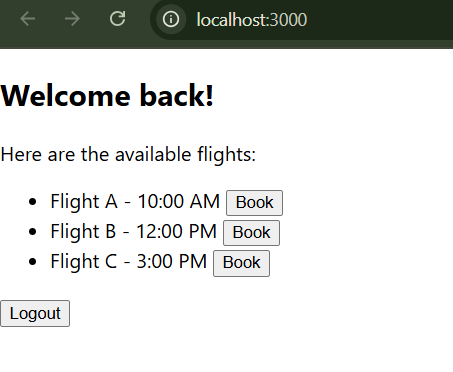 localhost:3000
Welcome back!
Here are the available flights:
Flight A - 10:00 AM Book
Flight B - 12:00 PM Book
Flight C - 3:00 PM Book
Logout